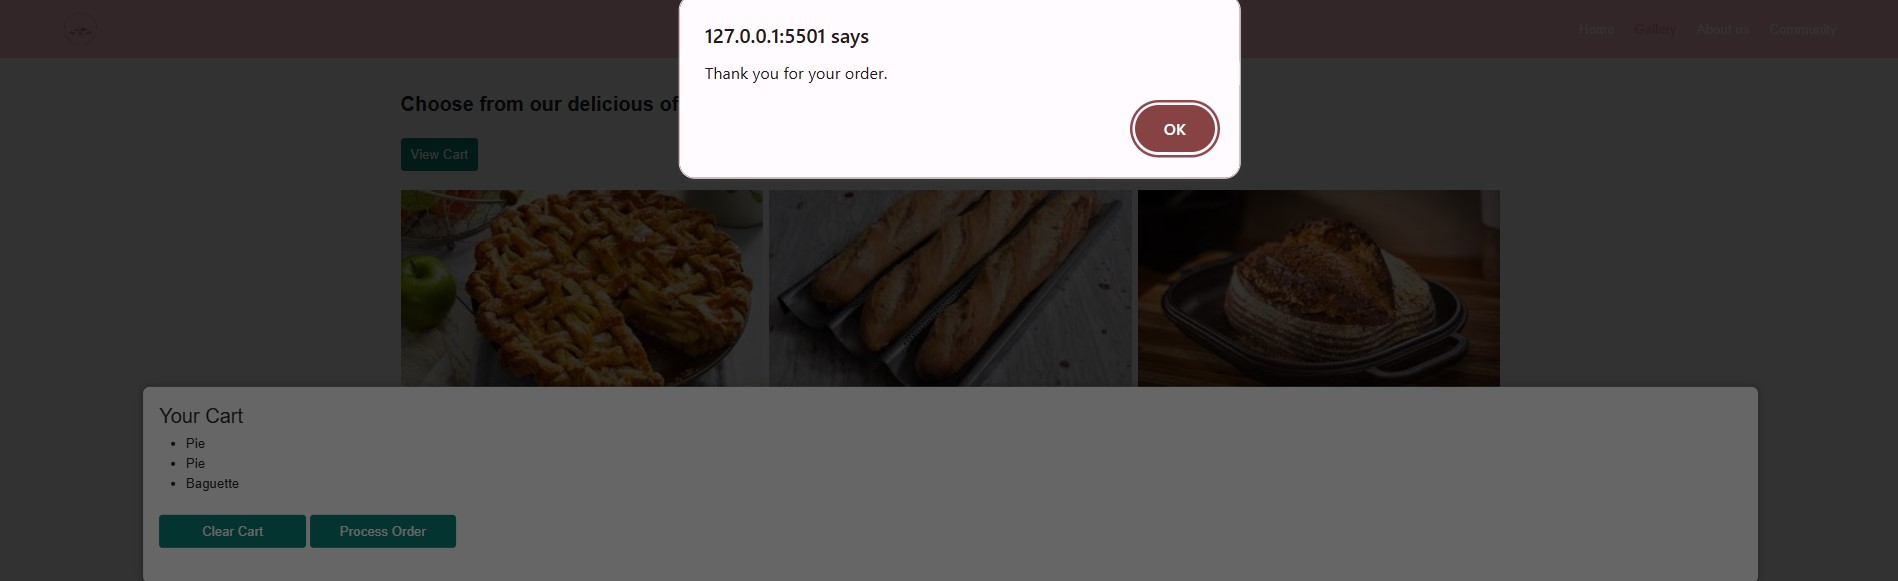 127.0.0.1:5501 says
Thank you for your order.
OK
Home Gallery About us Community
Choose from our delicious of
View Cart
Your Cart
Pie
Pie
Baguette
Clear Cart Process Order